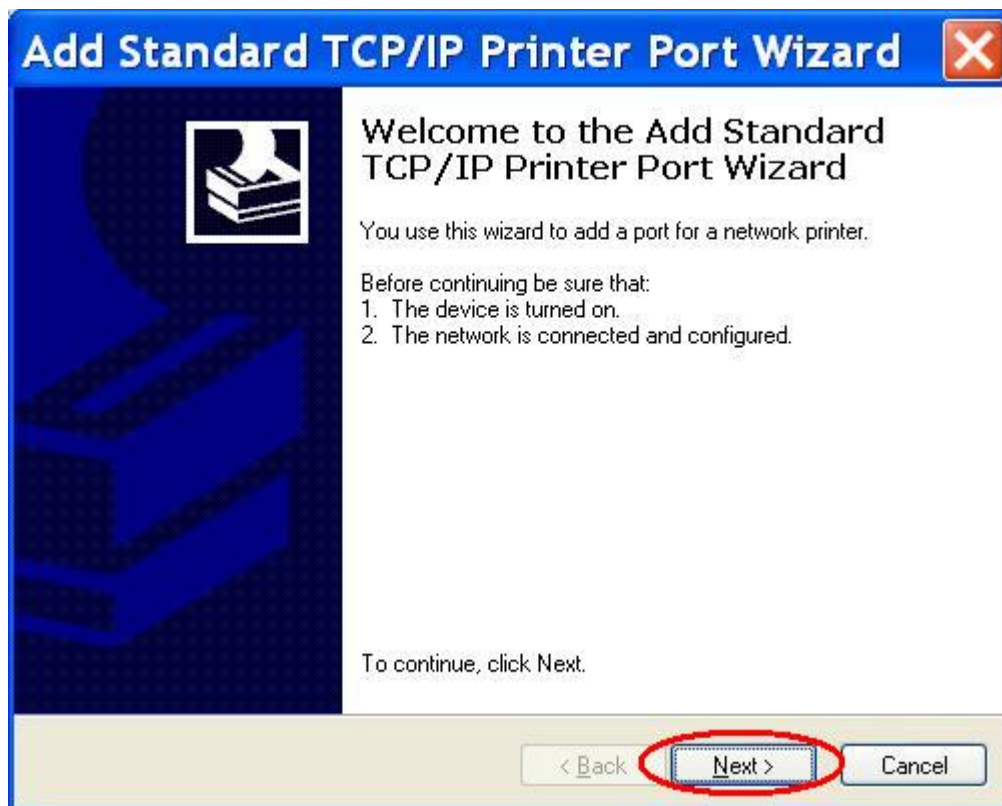 Add Standard TCP/IP Printer Port Wizard
Welcome to the Add Standard
TCP/IP Printer Port Wizard
You use this wizard to add a port for a network printer.
Before continuing be sure that:
1. The device is turned on.
2. The network is connected and configured.
To continue, click Next.
< Back Next > Cancel